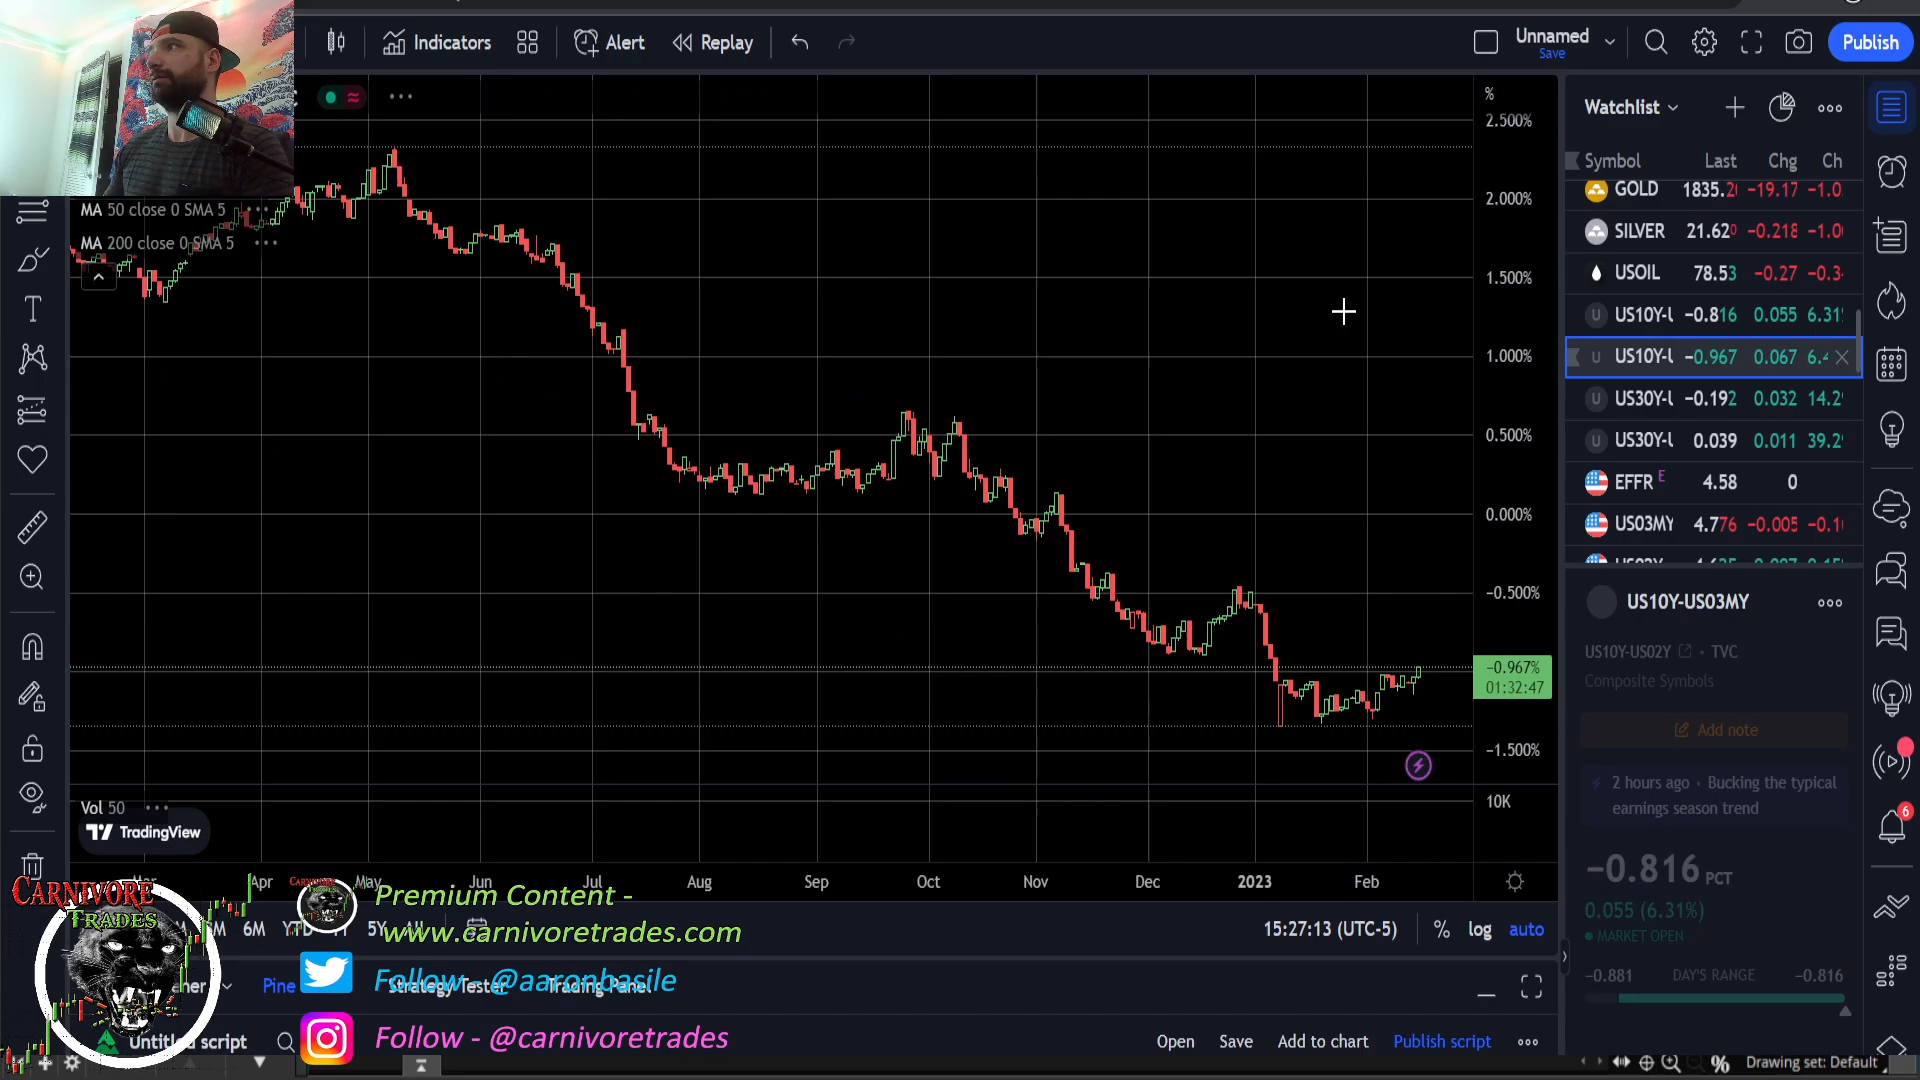 Indicators
Alert
Replay
Unnamed
Save
Publish
MA 50 close 0 SMA 5
MA 200 close 0 SMA 5
%
2.500%
2.000%
1.500%
1.000%
0.500%
0.000%
−0.500%
−0.967%
01:32:47
−1.500%
10K
Vol 50
TradingView
Apr
May
Jun
Jul
Aug
Sep
Oct
Nov
Dec
2023
Feb
Watchlist
Symbol Last Chg Ch
GOLD −19.17
SILVER 21.620 −0.218
USOIL 78.53 −0.27
−0.816 0.055
−0.967 0.067
−0.192 0.032
0.039 0.011
EFFR E 4.58 0
US03MY 4.776 −0.005
US10Y-US03MY
US10Y-US02Y • TVC
Composite Symbols
Add note
2 hours ago • Bucking the typical
earnings season trend
−0.816 PCT
0.055 (6.31%)
MARKET OPEN
−0.881 DAY'S RANGE −0.816
6
CARNIVORE
TRADES
Premium Content -
www.carnivoretrades.com
Follow - @aaronbasile
Follow - @carnivoretrades
6M
YTD
5Y
15:27:13 (UTC-5)
%
log
auto
Pine
Strategy Tester
Trading Panel
Untitled script
Open
Save
Add to chart
Publish script
Drawing set: Default